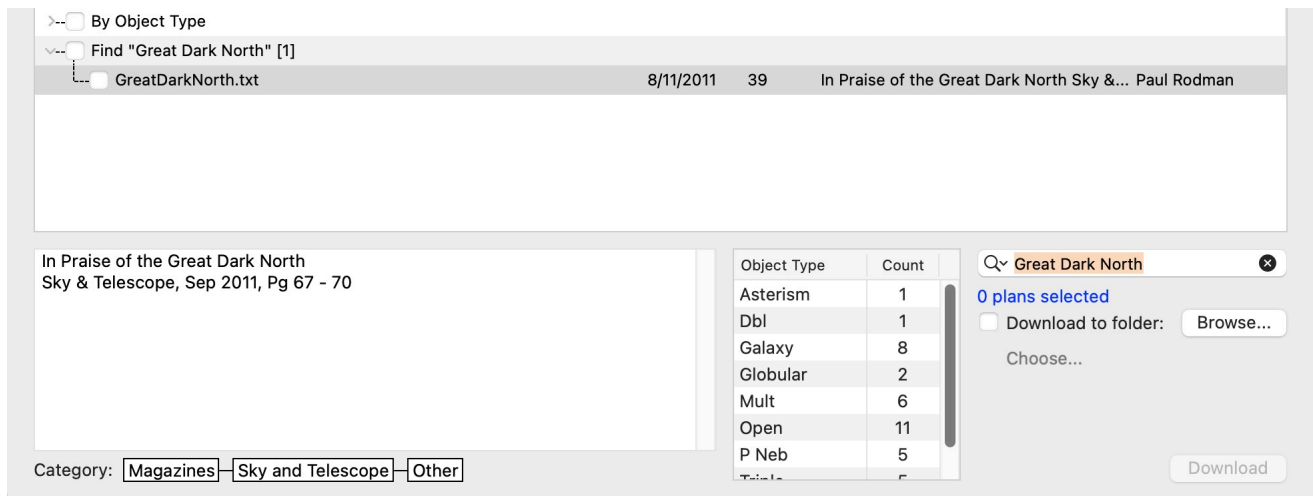 By Object Type
Find "Great Dark North" [1]
GreatDarkNorth.txt 8/11/2011 39 In Praise of the Great Dark North Sky &... Paul Rodman
In Praise of the Great Dark North
Sky & Telescope, Sep 2011, Pg 67 - 70
Category: Magazines Sky and Telescope Other
Object Type Count
Asterism 1
Dbl 1
Galaxy 8
Globular 2
Mult 6
Open 11
P Neb 5
Great Dark North
0 plans selected
Download to folder: Browse...
Choose...
Download